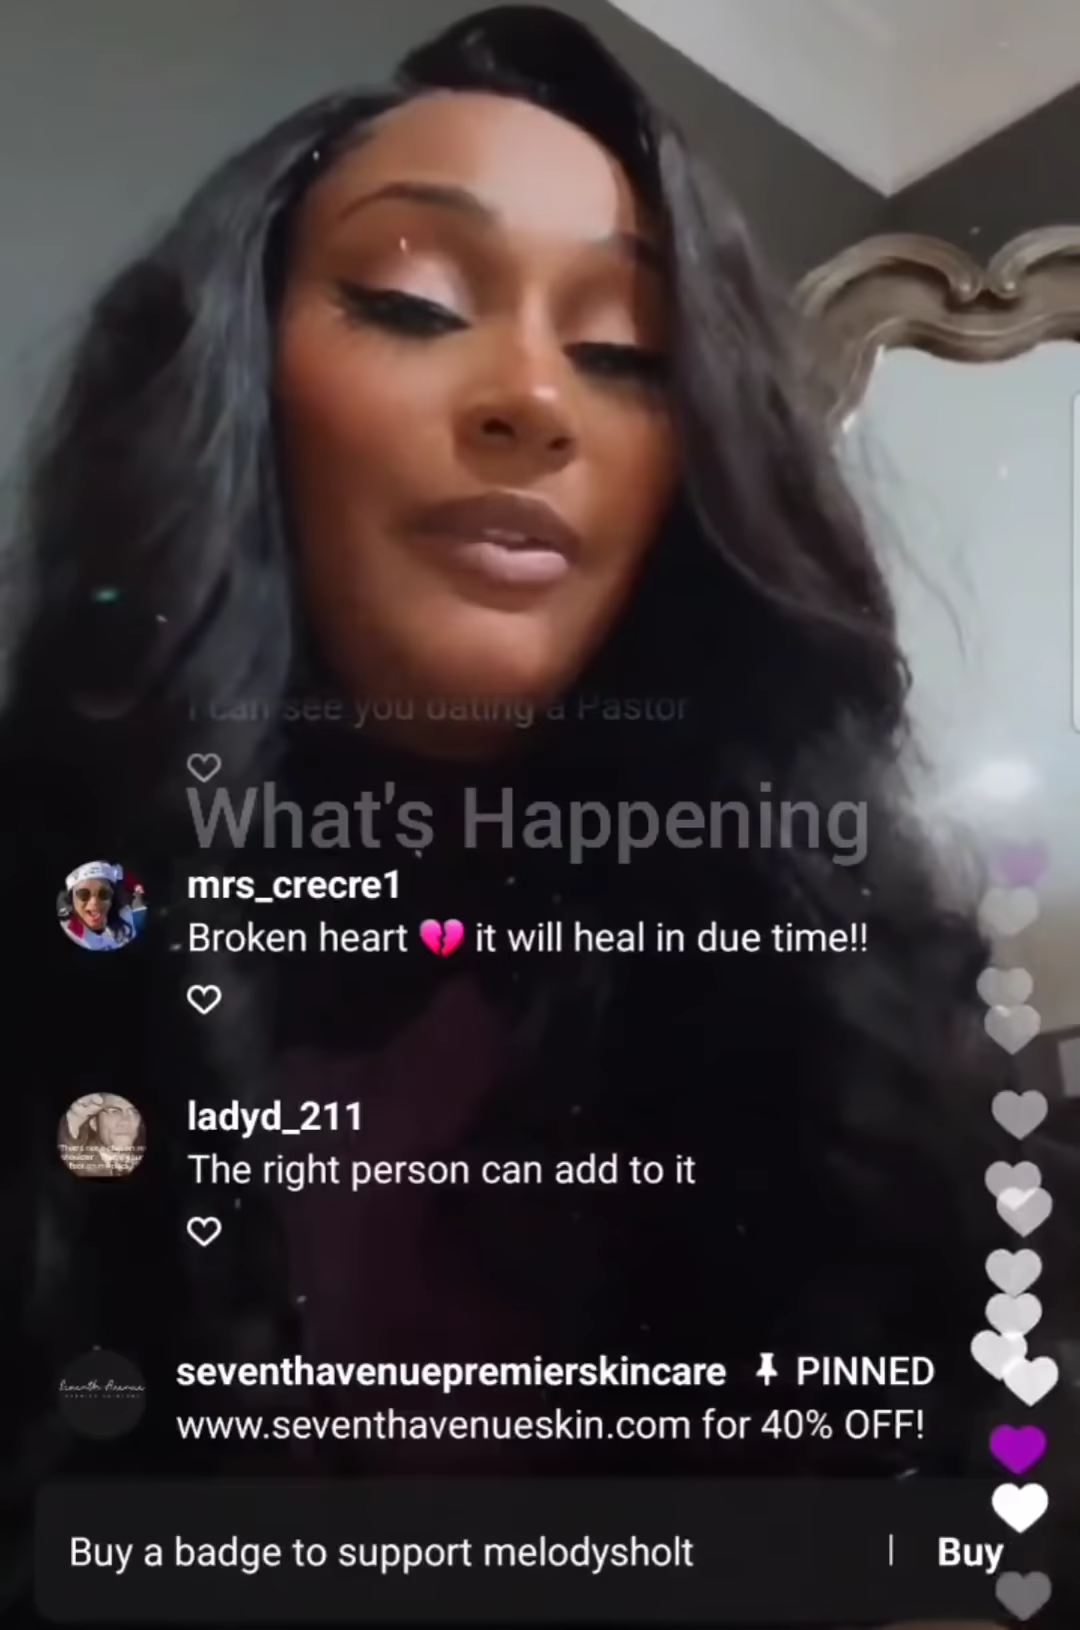 I can see you dating a Pastor
What's Happening
mrs_crecre1
Broken heart 💔 it will heal in due time!!
ladyd_211
The right person can add to it
Seventh Avenue
seventhavenuepremierskincare PINNED
www.seventhavenueskin.com for 40% OFF!
Buy a badge to support melodysholt | Buy